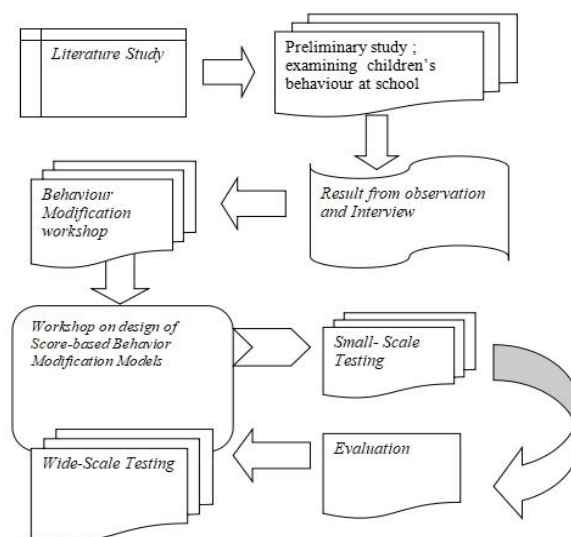 Literature Study
Preliminary study ;
examining children's
behaviour at school
Result from observation
and Interview
Behaviour
Modification
workshop
Workshop on design of
Score-based Behavior
Modification Models
Small- Scale
Testing
Evaluation
Wide-Scale Testing